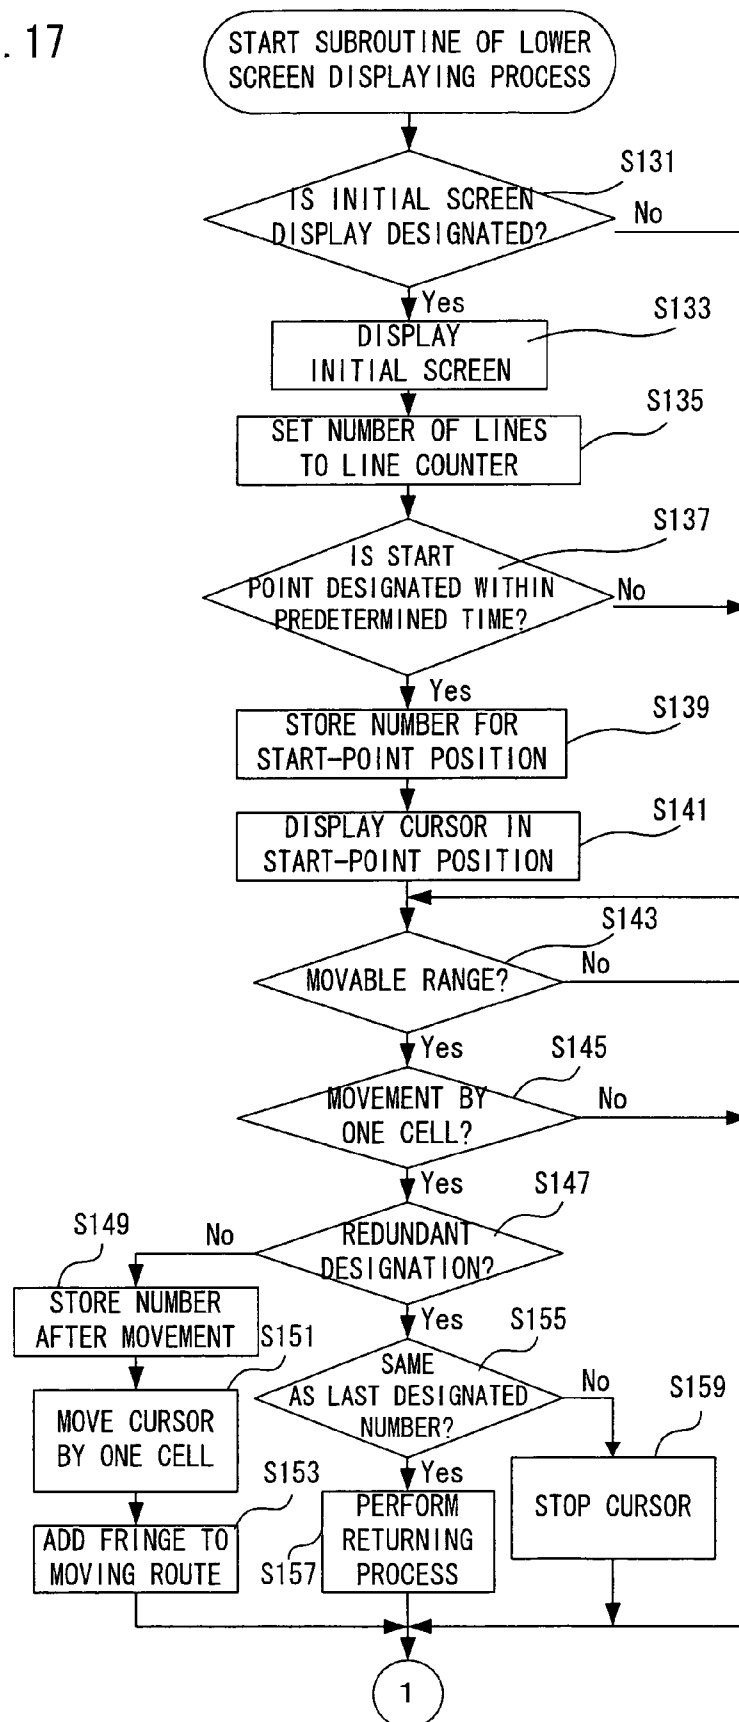 . 17
START SUBROUTINE OF LOWER
SCREEN DISPLAYING PROCESS
S131
IS INITIAL SCREEN
DISPLAY DESIGNATED?
No
Yes
S133
DISPLAY
INITIAL SCREEN
S135
SET NUMBER OF LINES
TO LINE COUNTER
S137
IS START
POINT DESIGNATED WITHIN
PREDETERMINED TIME?
No
Yes
S139
STORE NUMBER FOR
START-POINT POSITION
S141
DISPLAY CURSOR IN
START-POINT POSITION
S143
MOVABLE RANGE?
No
Yes
S145
MOVEMENT BY
ONE CELL?
No
Yes
S147
REDUNDANT
DESIGNATION?
No
Yes
S149
STORE NUMBER
AFTER MOVEMENT
S151
MOVE CURSOR
BY ONE CELL
S153
ADD FRINGE TO
MOVING ROUTE
S155
SAME
AS LAST DESIGNATED
NUMBER?
No
Yes
S159
STOP CURSOR
S157
PERFORM
RETURNING
PROCESS
1